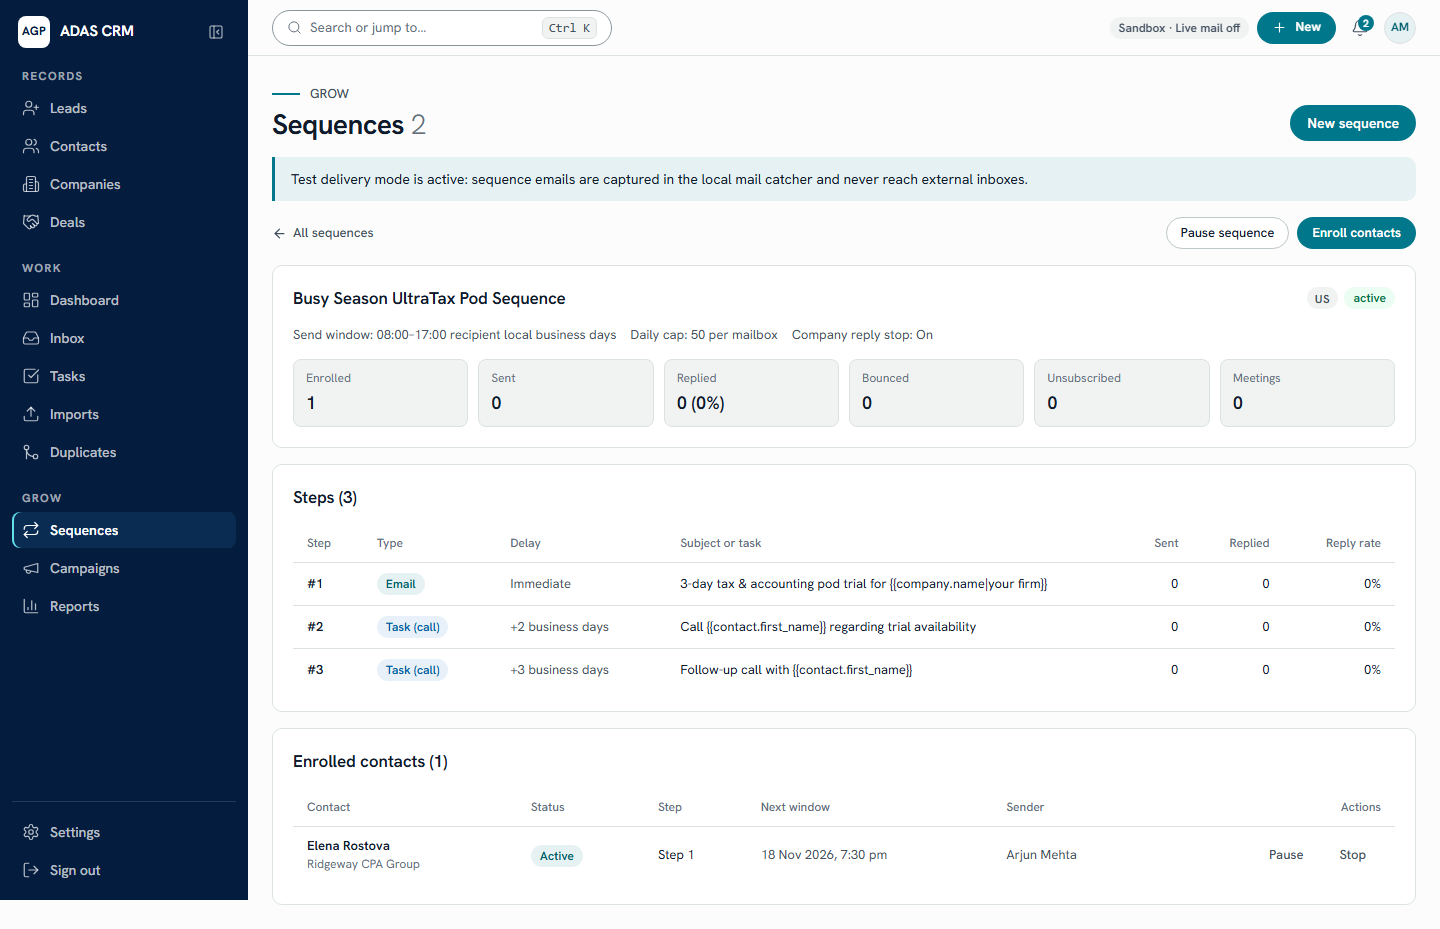 AGP ADAS CRM
Search or jump to... Ctrl K
Sandbox · Live mail off
+ New
2
AM
RECORDS
Leads
Contacts
Companies
Deals
WORK
Dashboard
Inbox
Tasks
Imports
Duplicates
GROW
Sequences
Campaigns
Reports
Settings
Sign out
GROW
Sequences 2
New sequence
Test delivery mode is active: sequence emails are captured in the local mail catcher and never reach external inboxes.
← All sequences
Pause sequence Enroll contacts
Busy Season UltraTax Pod Sequence
US active
Send window: 08:00–17:00 recipient local business days Daily cap: 50 per mailbox Company reply stop: On
Enrolled Sent Replied Bounced Unsubscribed Meetings
1 0 0 (0%) 0 0 0
Steps (3)
Step Type Delay Subject or task Sent Replied Reply rate
#1 Email Immediate 3-day tax & accounting pod trial for {{company.name|your firm}} 0 0 0%
#2 Task (call) +2 business days Call {{contact.first_name}} regarding trial availability 0 0 0%
#3 Task (call) +3 business days Follow-up call with {{contact.first_name}} 0 0 0%
Enrolled contacts (1)
Contact Status Step Next window Sender Actions
Elena Rostova
Ridgeway CPA Group
Active Step 1 18 Nov 2026, 7:30 pm Arjun Mehta Pause Stop